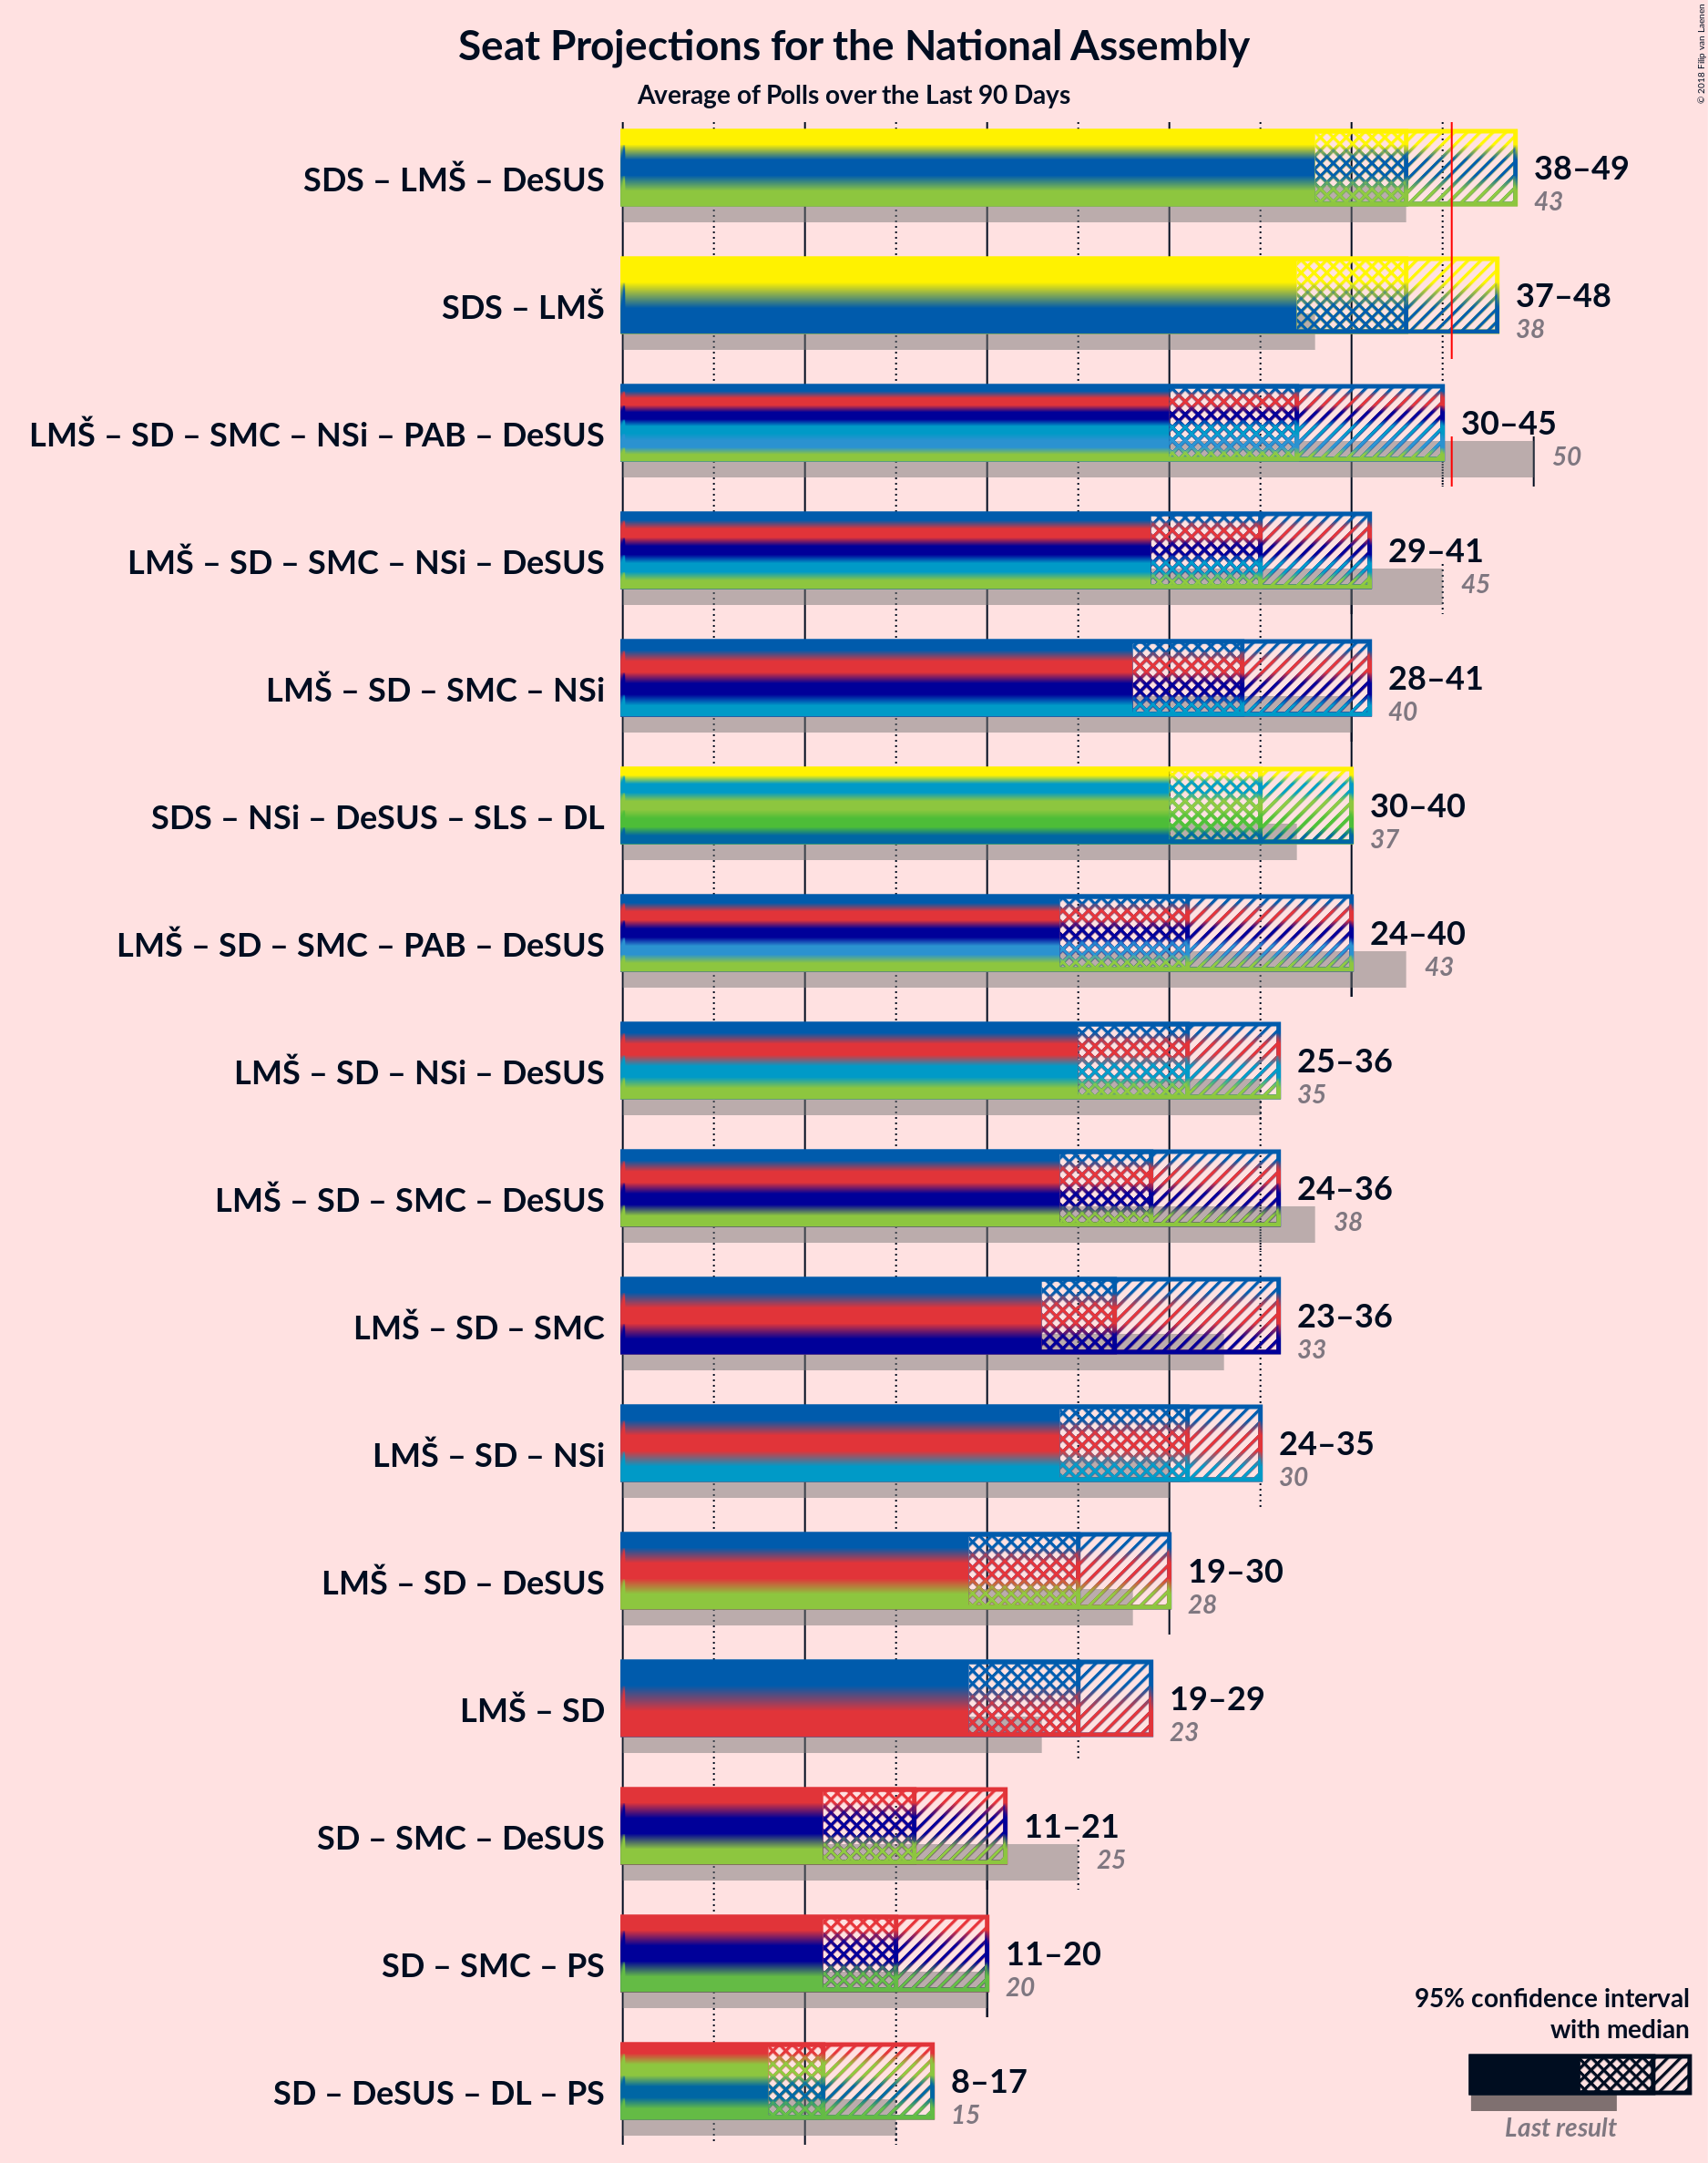 Seat Projections for the National Assembly
Average of Polls over the Last 90 Days
© 2018 Filip van Laenen
SDS – LMŠ – DeSUS
38–49
43
SDS – LMŠ
37–48
38
LMŠ – SD – SMC – NSi – PAB – DeSUS
30–45
50
LMŠ – SD – SMC – NSi – DeSUS
29–41
45
LMŠ – SD – SMC – NSi
28–41
40
SDS – NSi – DeSUS – SLS – DL
30–40
37
LMŠ – SD – SMC – PAB – DeSUS
24–40
43
LMŠ – SD – NSi – DeSUS
25–36
35
LMŠ – SD – SMC – DeSUS
24–36
38
LMŠ – SD – SMC
23–36
33
LMŠ – SD – NSi
24–35
30
LMŠ – SD – DeSUS
19–30
28
LMŠ – SD
19–29
23
SD – SMC – DeSUS
11–21
25
SD – SMC – PS
11–20
20
SD – DeSUS – DL – PS
8–17
15
95% confidence interval
with median
Last result